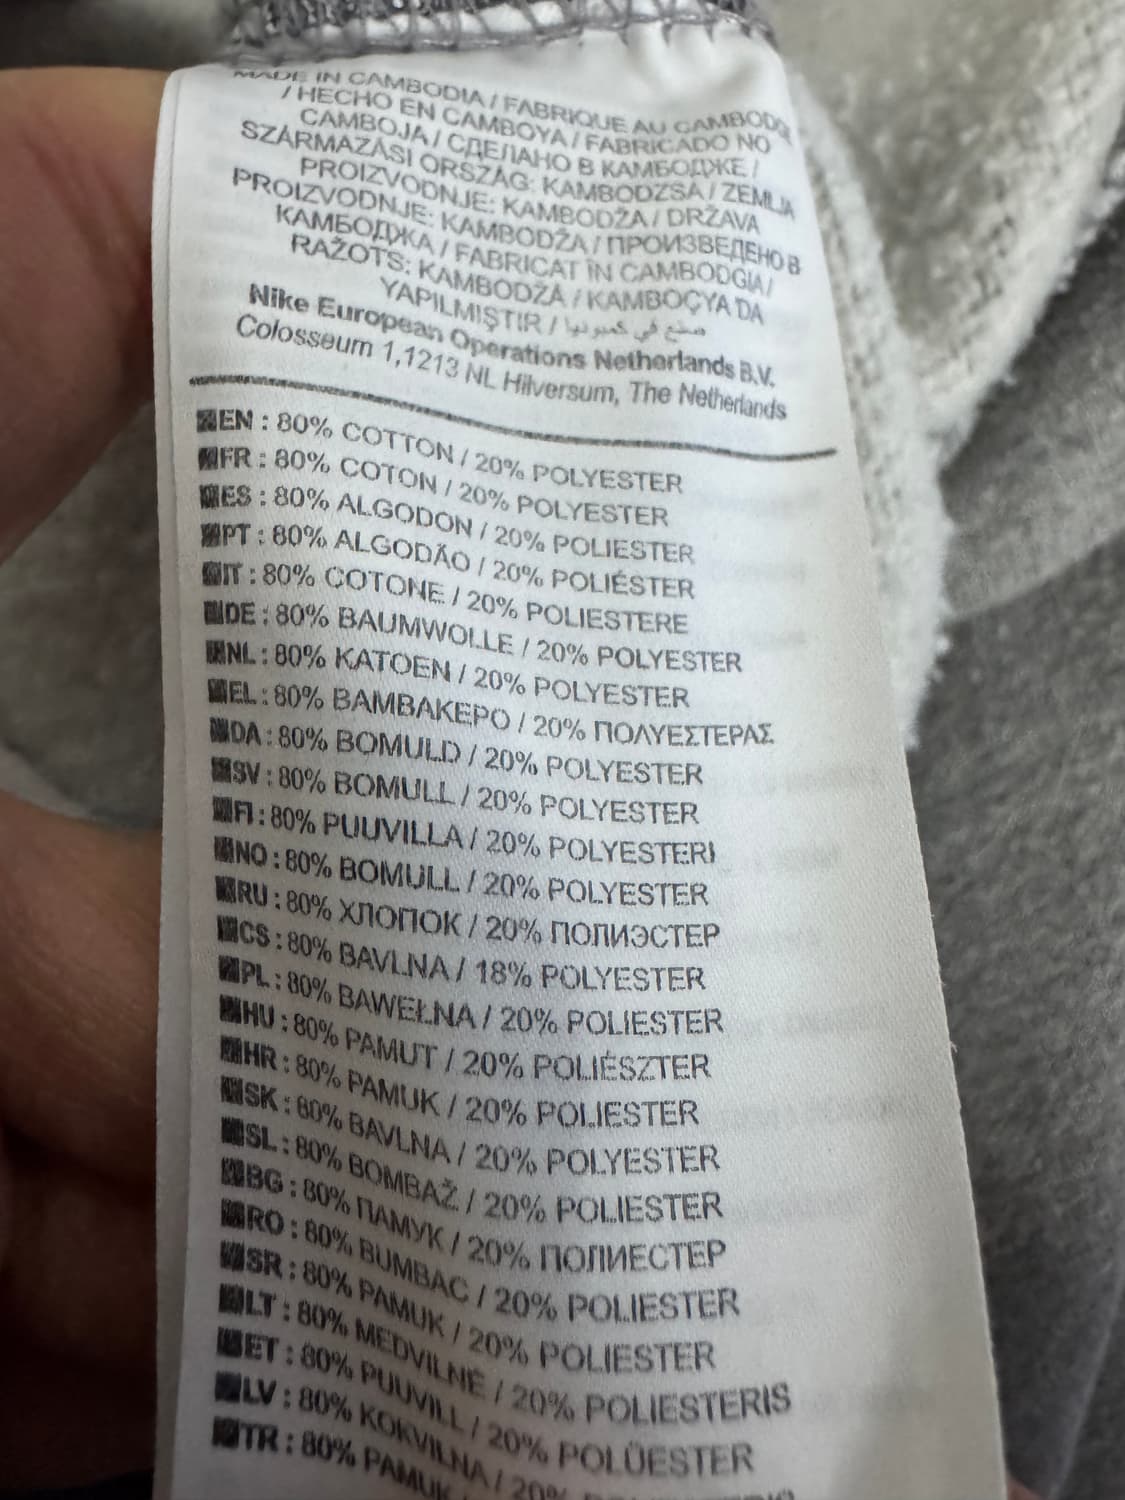 MADE IN CAMBODIA / FABRIQUE AU CAMBODGE
/ HECHO EN CAMBOYA / FABRICADO NO
CAMBOJA / СДЕЛАНО В КАМБОДЖЕ /
SZÁRMAZÁSI ORSZÁG: KAMBODZSA / ZEMLJA
PROIZVODNJE: KAMBODŽA / DRŽAVA
PROIZVODNJE: KAMBODŽA / ПРОИЗВЕДЕНО В
КАМБОДЖА / FABRICAT ÎN CAMBODGIA /
RAŽOTS: KAMBODŽA / KAMBOÇYA'DA
YAPILMIŞTIR / صنع في كمبوديا
Nike European Operations Netherlands B.V.
Colosseum 1,1213 NL Hilversum, The Netherlands
EN : 80% COTTON / 20% POLYESTER
FR : 80% COTON / 20% POLYESTER
ES : 80% ALGODON / 20% POLIESTER
PT : 80% ALGODÃO / 20% POLIÉSTER
IT : 80% COTONE / 20% POLIESTERE
DE : 80% BAUMWOLLE / 20% POLYESTER
NL : 80% KATOEN / 20% POLYESTER
EL : 80% ΒΑΜΒΑΚΕΡΟ / 20% ΠΟΛΥΕΣΤΕΡΑΣ
DA : 80% BOMULD / 20% POLYESTER
SV : 80% BOMULL / 20% POLYESTER
FI : 80% PUUVILLA / 20% POLYESTERI
NO : 80% BOMULL / 20% POLYESTER
RU : 80% ХЛОПОК / 20% ПОЛИЭСТЕР
CS : 80% BAVLNA / 18% POLYESTER
PL : 80% BAWEŁNA / 20% POLIESTER
HU : 80% PAMUT / 20% POLIÉSZTER
HR : 80% PAMUK / 20% POLIESTER
SK : 80% BAVLNA / 20% POLYESTER
SL : 80% BOMBAŽ / 20% POLIESTER
BG : 80% ПАМУК / 20% ПОЛИЕСТЕР
RO : 80% BUMBAC / 20% POLIESTER
SR : 80% PAMUK / 20% POLIESTER
LT : 80% MEDVILNĖ / 20% POLIESTERIS
ET : 80% PUUVILL / 20% POLÜESTER
LV : 80% KOKVILNA / 20%
TR : 80% PAMUK